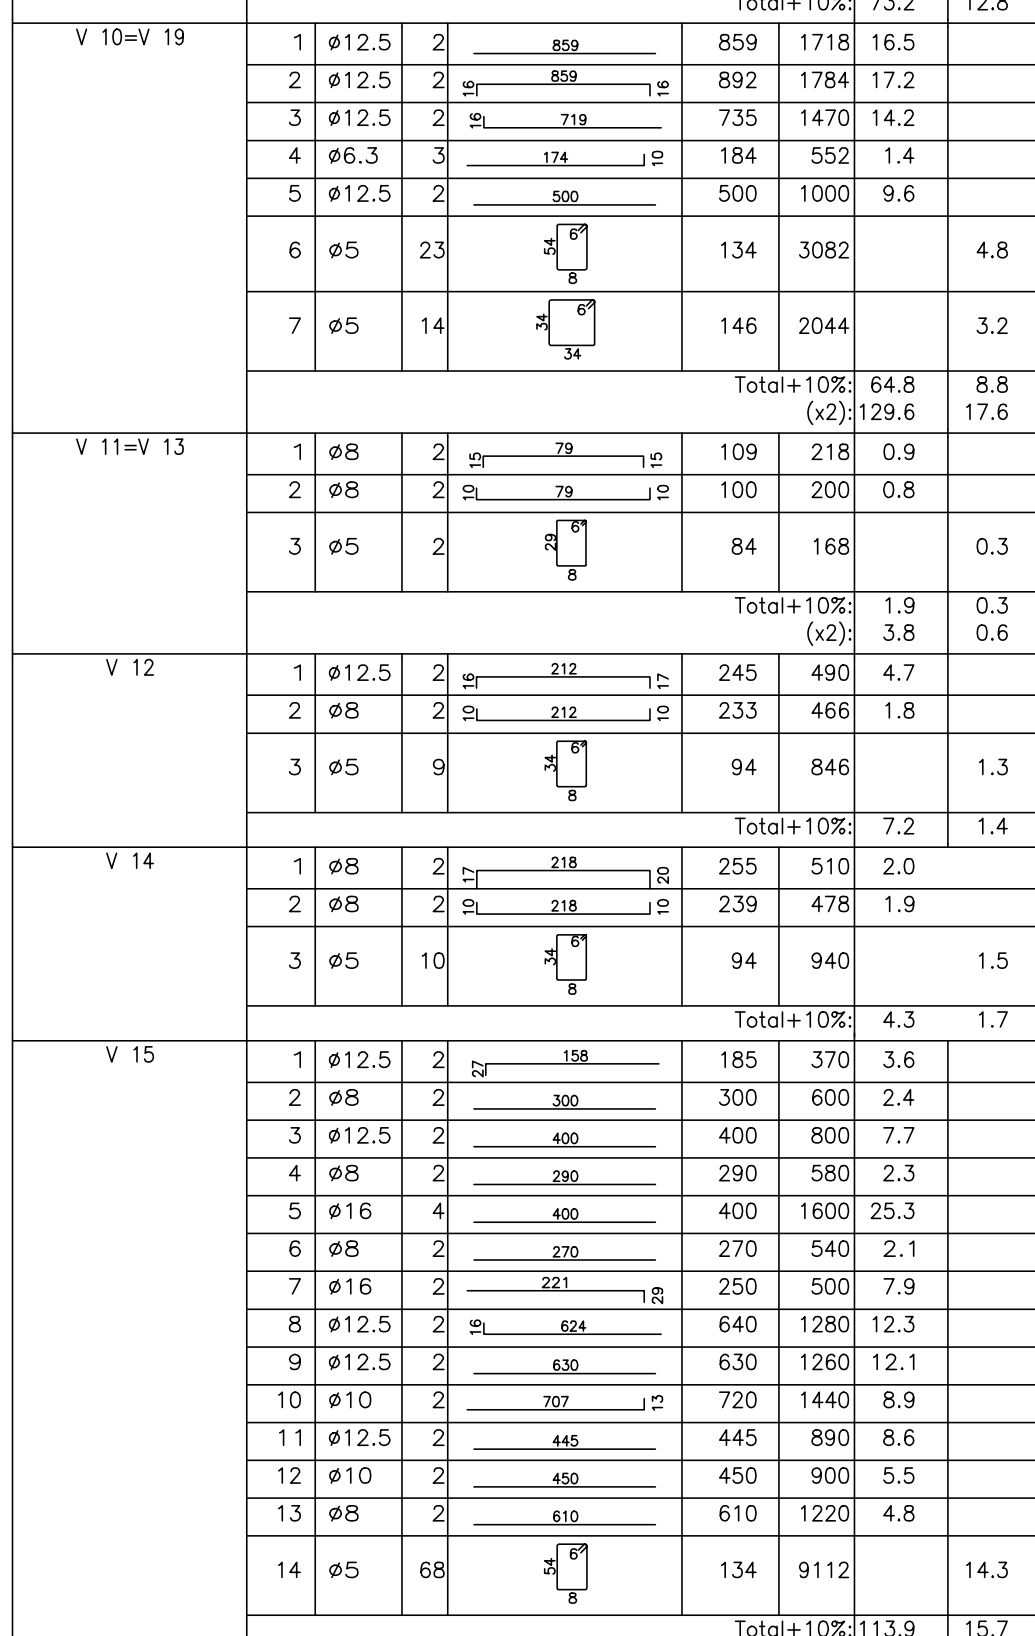 Total+10%: 73.2 12.8
V 10=V 19
1 ø12.5 2 859 859 1718 16.5
2 ø12.5 2 16 859 16 892 1784 17.2
3 ø12.5 2 16 719 735 1470 14.2
4 ø6.3 3 174 10 184 552 1.4
5 ø12.5 2 500 500 1000 9.6
6 ø5 23 54 6 8 134 3082 4.8
7 ø5 14 34 6 34 146 2044 3.2
Total+10%: 64.8 8.8
(x2): 129.6 17.6
V 11=V 13
1 ø8 2 15 79 15 109 218 0.9
2 ø8 2 10 79 10 100 200 0.8
3 ø5 2 29 6 8 84 168 0.3
Total+10%: 1.9 0.3
(x2): 3.8 0.6
V 12
1 ø12.5 2 16 212 17 245 490 4.7
2 ø8 2 10 212 10 233 466 1.8
3 ø5 9 34 6 8 94 846 1.3
Total+10%: 7.2 1.4
V 14
1 ø8 2 17 218 20 255 510 2.0
2 ø8 2 10 218 10 239 478 1.9
3 ø5 10 34 6 8 94 940 1.5
Total+10%: 4.3 1.7
V 15
1 ø12.5 2 27 158 185 370 3.6
2 ø8 2 300 300 600 2.4
3 ø12.5 2 400 400 800 7.7
4 ø8 2 290 290 580 2.3
5 ø16 4 400 400 1600 25.3
6 ø8 2 270 270 540 2.1
7 ø16 2 221 29 250 500 7.9
8 ø12.5 2 16 624 640 1280 12.3
9 ø12.5 2 630 630 1260 12.1
10 ø10 2 707 13 720 1440 8.9
11 ø12.5 2 445 445 890 8.6
12 ø10 2 450 450 900 5.5
13 ø8 2 610 610 1220 4.8
14 ø5 68 54 6 8 134 9112 14.3
Total+10%: 113.9 15.7